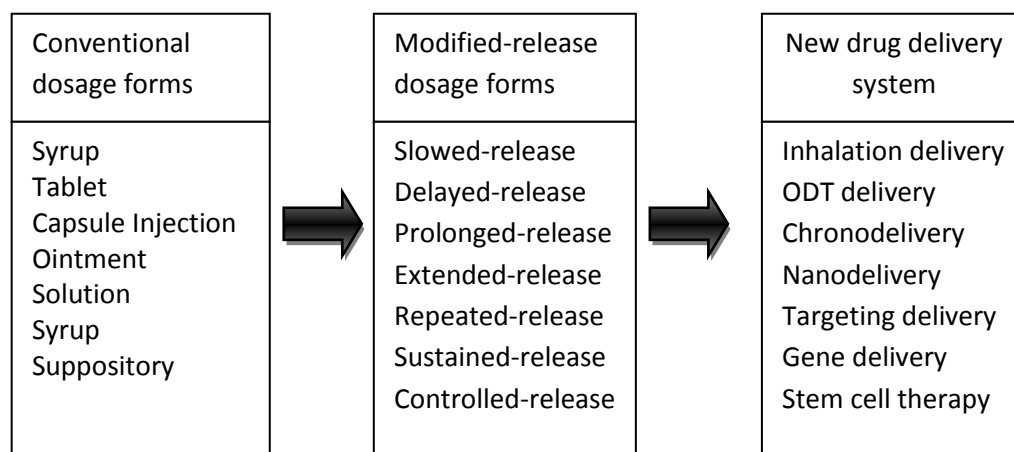 Conventional
dosage forms
Syrup
Tablet
Capsule Injection
Ointment
Solution
Syrup
Suppository
Modified-release
dosage forms
Slowed-release
Delayed-release
Prolonged-release
Extended-release
Repeated-release
Sustained-release
Controlled-release
New drug delivery
system
Inhalation delivery
ODT delivery
Chronodelivery
Nanodelivery
Targeting delivery
Gene delivery
Stem cell therapy